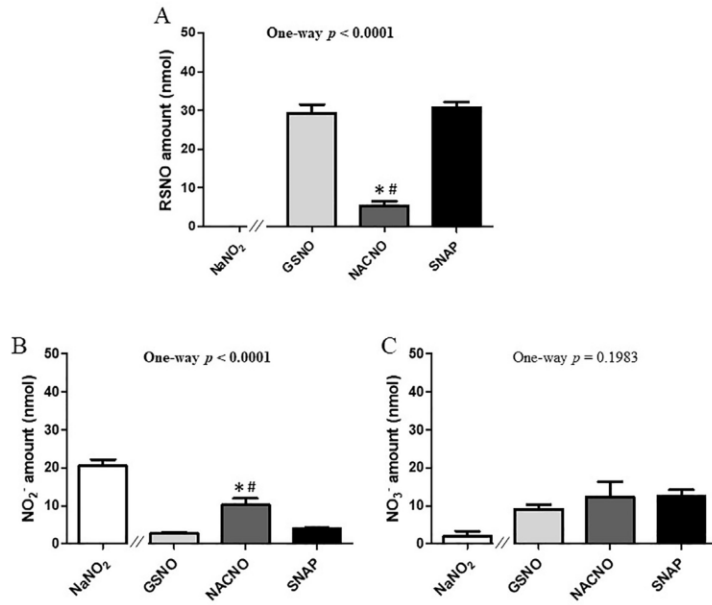 A
One-way p < 0.0001
RSNO amount (nmol)
50
40
30
20
10
0
* #
NaNO₂
GSNO
NACNO
SNAP
B
One-way p < 0.0001
NO₂⁻ amount (nmol)
50
40
30
20
10
0
* #
NaNO₂
GSNO
NACNO
SNAP
C
One-way p = 0.1983
NO₃⁻ amount (nmol)
50
40
30
20
10
0
NaNO₂
GSNO
NACNO
SNAP